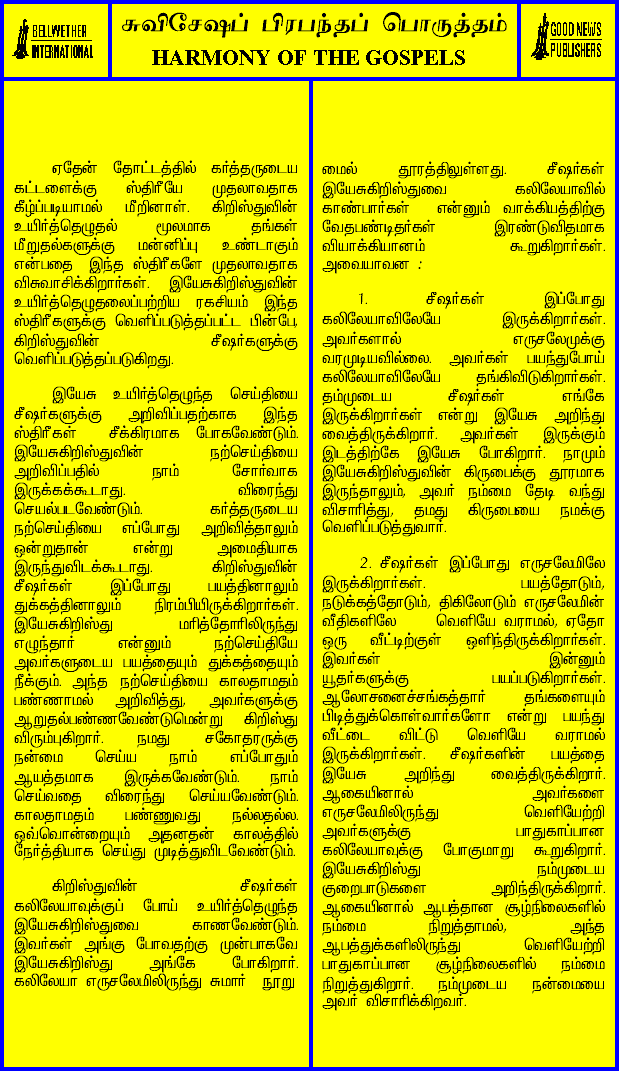 BELLWETHER
INTERNATIONAL
சுவிசேஷப் பிரபந்தப் பொருத்தம்
HARMONY OF THE GOSPELS
GOOD NEWS
PUBLISHERS
ஏதேன் தோட்டத்தில் கர்த்தருடைய
கட்டளைக்கு ஸ்திரீயே முதலாவதாக
கீழ்ப்படியாமல் மீறினாள். கிறிஸ்துவின்
உயிர்த்தெழுதல் மூலமாக தங்கள்
மீறுதல்களுக்கு மன்னிப்பு உண்டாகும்
என்பதை இந்த ஸ்திரீகளே முதலாவதாக
விசுவாசிக்கிறார்கள். இயேசுகிறிஸ்துவின்
உயிர்த்தெழுதலைப்பற்றிய ரகசியம் இந்த
ஸ்திரீகளுக்கு வெளிப்படுத்தப்பட்ட பின்பே,
கிறிஸ்துவின் சீஷர்களுக்கு
வெளிப்படுத்தப்படுகிறது.
இயேசு உயிர்த்தெழுந்த செய்தியை
சீஷர்களுக்கு அறிவிப்பதற்காக இந்த
ஸ்திரீகள் சீக்கிரமாக போகவேண்டும்.
இயேசுகிறிஸ்துவின் நற்செய்தியை
அறிவிப்பதில் நாம் சோர்வாக
இருக்கக்கூடாது. விரைந்து
செயல்படவேண்டும். கர்த்தருடைய
நற்செய்தியை எப்போது அறிவித்தாலும்
ஒன்றுதான் என்று அமைதியாக
இருந்துவிடக்கூடாது. கிறிஸ்துவின்
சீஷர்கள் இப்போது பயத்தினாலும்
துக்கத்தினாலும் நிரம்பியிருக்கிறார்கள்.
இயேசுகிறிஸ்து மரித்தோரிலிருந்து
எழுந்தார் என்னும் நற்செய்தியே
அவர்களுடைய பயத்தையும் துக்கத்தையும்
நீக்கும். அந்த நற்செய்தியை காலதாமதம்
பண்ணாமல் அறிவித்து, அவர்களுக்கு
ஆறுதல்பண்ணவேண்டுமென்று கிறிஸ்து
விரும்புகிறார். நமது சகோதரருக்கு
நன்மை செய்ய நாம் எப்போதும்
ஆயத்தமாக இருக்கவேண்டும். நாம்
செய்வதை விரைந்து செய்யவேண்டும்.
காலதாமதம் பண்ணுவது நல்லதல்ல.
ஒவ்வொன்றையும் அதனதன் காலத்தில்
நேர்த்தியாக செய்து முடித்துவிடவேண்டும்.
கிறிஸ்துவின் சீஷர்கள்
கலிலேயாவுக்குப் போய் உயிர்த்தெழுந்த
இயேசுகிறிஸ்துவை காணவேண்டும்.
இவர்கள் அங்கு போவதற்கு முன்பாகவே
இயேசுகிறிஸ்து அங்கே போகிறார்.
கலிலேயா எருசலேமிலிருந்து சுமார் நூறு
மைல் தூரத்திலுள்ளது. சீஷர்கள்
இயேசுகிறிஸ்துவை கலிலேயாவில்
காண்பார்கள் என்னும் வாக்கியத்திற்கு
வேதபண்டிதர்கள் இரண்டுவிதமாக
வியாக்கியானம் கூறுகிறார்கள்.
அவையாவன :
1. சீஷர்கள் இப்போது
கலிலேயாவிலேயே இருக்கிறார்கள்.
அவர்களால் எருசலேமுக்கு
வரமுடியவில்லை. அவர்கள் பயந்துபோய்
கலிலேயாவிலேயே தங்கிவிடுகிறார்கள்.
தம்முடைய சீஷர்கள் எங்கே
இருக்கிறார்கள் என்று இயேசு அறிந்து
வைத்திருக்கிறார். அவர்கள் இருக்கும்
இடத்திற்கே இயேசு போகிறார். நாமும்
இயேசுகிறிஸ்துவின் கிருபைக்கு தூரமாக
இருந்தாலும், அவர் நம்மை தேடி வந்து
விசாரித்து, தமது கிருபையை நமக்கு
வெளிப்படுத்துவார்.
2. சீஷர்கள் இப்போது எருசலேமிலே
இருக்கிறார்கள். பயத்தோடும்,
நடுக்கத்தோடும், திகிலோடும் எருசலேமின்
வீதிகளிலே வெளியே வராமல், ஏதோ
ஒரு வீட்டிற்குள் ஒளிந்திருக்கிறார்கள்.
இவர்கள் இன்னும்
யூதர்களுக்கு பயப்படுகிறார்கள்.
ஆலோசனைச்சங்கத்தார் தங்களையும்
பிடித்துக்கொள்வார்களோ என்று பயந்து
வீட்டை விட்டு வெளியே வராமல்
இருக்கிறார்கள். சீஷர்களின் பயத்தை
இயேசு அறிந்து வைத்திருக்கிறார்.
ஆகையினால் அவர்களை
எருசலேமிலிருந்து வெளியேற்றி
அவர்களுக்கு பாதுகாப்பான
கலிலேயாவுக்கு போகுமாறு கூறுகிறார்.
இயேசுகிறிஸ்து நம்முடைய
குறைபாடுகளை அறிந்திருக்கிறார்.
ஆகையினால் ஆபத்தான சூழ்நிலைகளில்
நம்மை நிறுத்தாமல், அந்த
ஆபத்துக்களிலிருந்து வெளியேற்றி
பாதுகாப்பான சூழ்நிலைகளில் நம்மை
நிறுத்துகிறார். நம்முடைய நன்மையை
அவர் விசாரிக்கிறவர்.